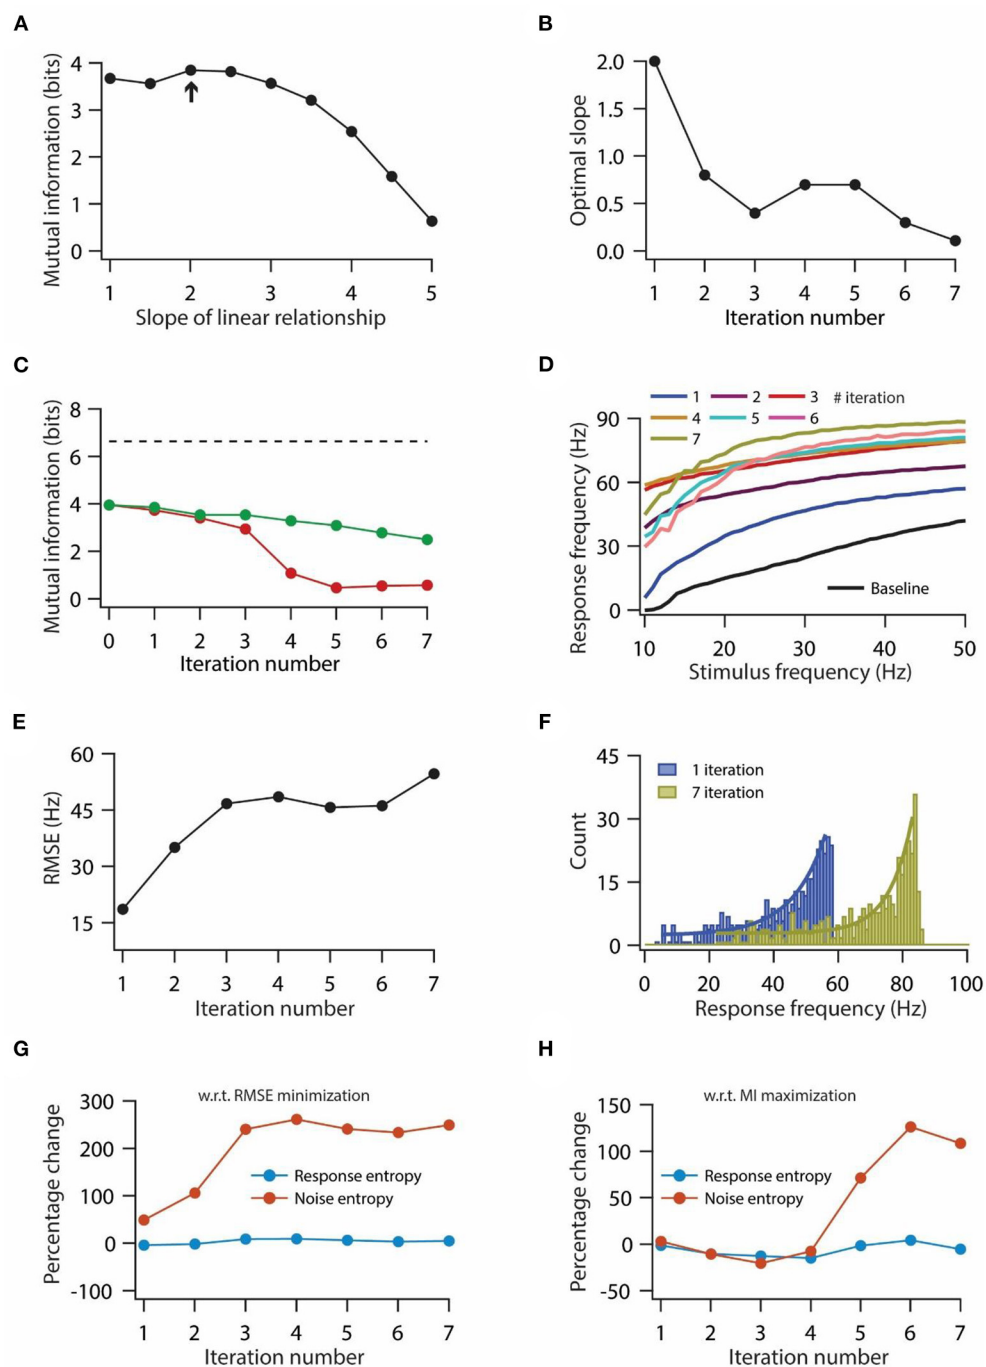 A
B
Mutual information (bits)
4
3
2
1
0
1
2
3
4
5
Slope of linear relationship
Optimal slope
2.0
1.5
1.0
0.5
0.0
1
2
3
4
5
6
7
Iteration number
C
D
Mutual information (bits)
8
6
4
2
0
0
1
2
3
4
5
6
7
Iteration number
1
2
3
# iteration
4
5
6
7
Response frequency (Hz)
90
60
30
0
Baseline
10
20
30
40
50
Stimulus frequency (Hz)
E
F
RMSE (Hz)
60
45
30
15
1
2
3
4
5
6
7
Iteration number
Count
45
30
15
0
1 iteration
7 iteration
0
20
40
60
80
100
Response frequency (Hz)
G
H
Percentage change
w.r.t. RMSE minimization
300
200
100
0
-100
Response entropy
Noise entropy
1
2
3
4
5
6
7
Iteration number
Percentage change
w.r.t. MI maximization
150
100
50
0
-50
Response entropy
Noise entropy
1
2
3
4
5
6
7
Iteration number